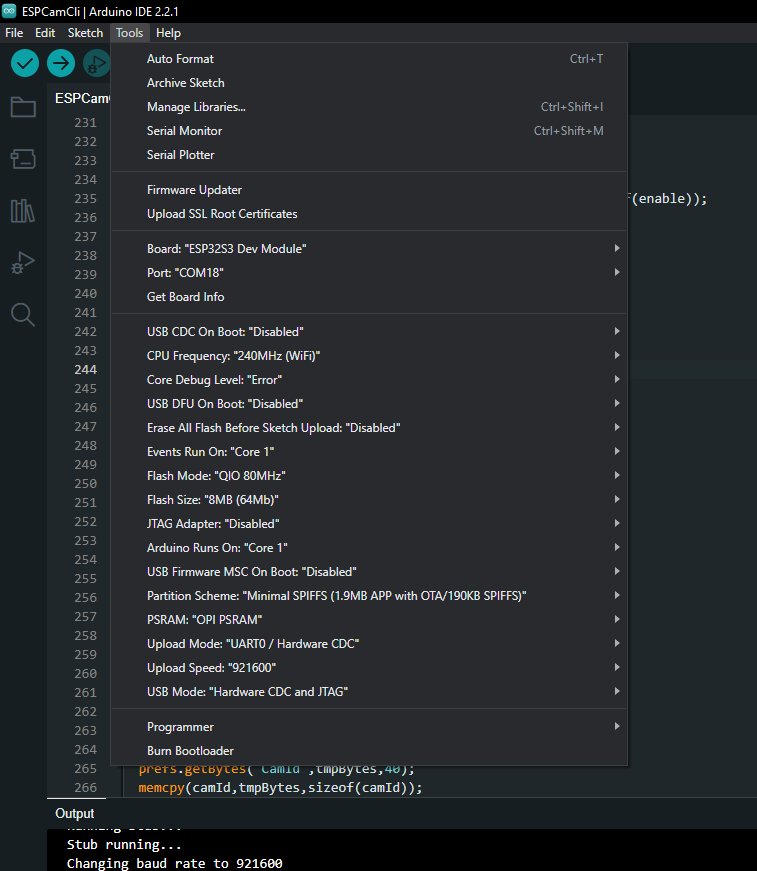 ESPCamCli | Arduino IDE 2.2.1
File Edit Sketch Tools Help
Auto Format Ctrl+T
Archive Sketch
ESPCam
Manage Libraries... Ctrl+Shift+I
231
Serial Monitor Ctrl+Shift+M
232
Serial Plotter
233
234
Firmware Updater
235
(enable));
Upload SSL Root Certificates
236
237
Board: "ESP32S3 Dev Module"
238
Port: "COM18"
239
Get Board Info
240
241
USB CDC On Boot: "Disabled"
242
CPU Frequency: "240MHz (WiFi)"
243
Core Debug Level: "Error"
244
245
USB DFU On Boot: "Disabled"
246
Erase All Flash Before Sketch Upload: "Disabled"
247
Events Run On: "Core 1"
248
249
Flash Mode: "QIO 80MHz"
250
Flash Size: "8MB (64Mb)"
251
JTAG Adapter: "Disabled"
252
253
Arduino Runs On: "Core 1"
254
USB Firmware MSC On Boot: "Disabled"
255
Partition Scheme: "Minimal SPIFFS (1.9MB APP with OTA/190KB SPIFFS)"
256
257
PSRAM: "OPI PSRAM"
258
Upload Mode: "UART0 / Hardware CDC"
259
Upload Speed: "921600"
260
261
USB Mode: "Hardware CDC and JTAG"
262
Programmer
263
Burn Bootloader
264
265 prefs.getBytes("CamId",tmpBytes,40);
266 memcpy(camId,tmpBytes,sizeof(camId));
Output
Running stub...
Stub running...
Changing baud rate to 921600